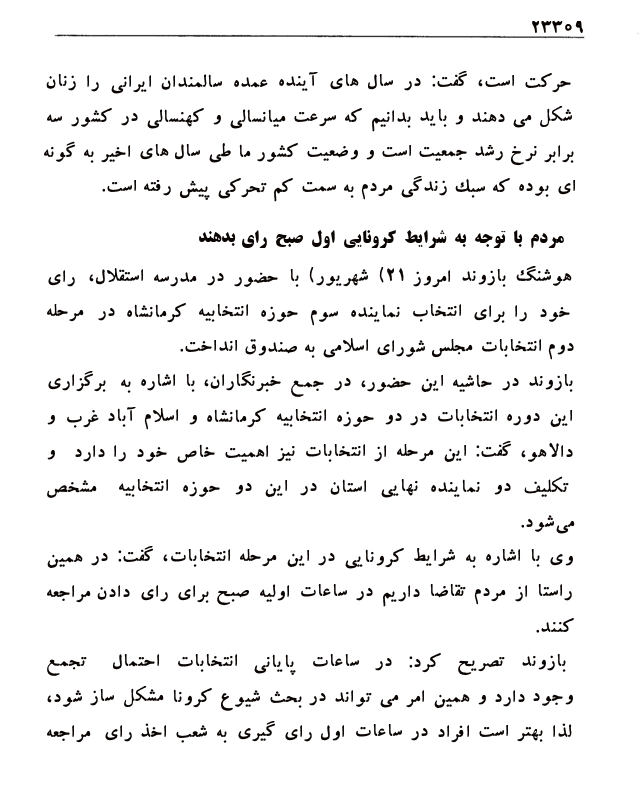 ۲۳۳۰۹
حرکت است، گفت: در سال های آینده عمده سالمندان ایرانی را زنان
شکل می دهند و باید بدانیم که سرعت میانسالی و کهنسالی در کشور سه
برابر نرخ رشد جمعیت است و وضعیت کشور ما طی سال های اخیر به گونه
ای بوده که سبك زندگی مردم به سمت کم تحرکی پیش رفته است.
مردم با توجه به شرایط کرونایی اول صبح رای بدهند
هوشنگ بازوند امروز ۲۱) شهریور) با حضور در مدرسه استقلال، رای
خود را برای انتخاب نماینده سوم حوزه انتخابیه کرمانشاه در مرحله
دوم انتخابات مجلس شورای اسلامی به صندوق انداخت.
بازوند در حاشیه این حضور، در جمع خبرنگاران، با اشاره به برگزاری
این دوره انتخابات در دو حوزه انتخابیه کرمانشاه و اسلام آباد غرب و
دالاهو، گفت: این مرحله از انتخابات نیز اهمیت خاص خود را دارد و
تکلیف دو نماینده نهایی استان در این دو حوزه انتخابیه مشخص
می‌شود.
وی با اشاره به شرایط کرونایی در این مرحله انتخابات، گفت: در همین
راستا از مردم تقاضا داریم در ساعات اولیه صبح برای رای دادن مراجعه
کنند.
بازوند تصریح کرد: در ساعات پایانی انتخابات احتمال تجمع
وجود دارد و همین امر می تواند در بحث شیوع کرونا مشکل ساز شود،
لذا بهتر است افراد در ساعات اول رای گیری به شعب اخذ رای مراجعه